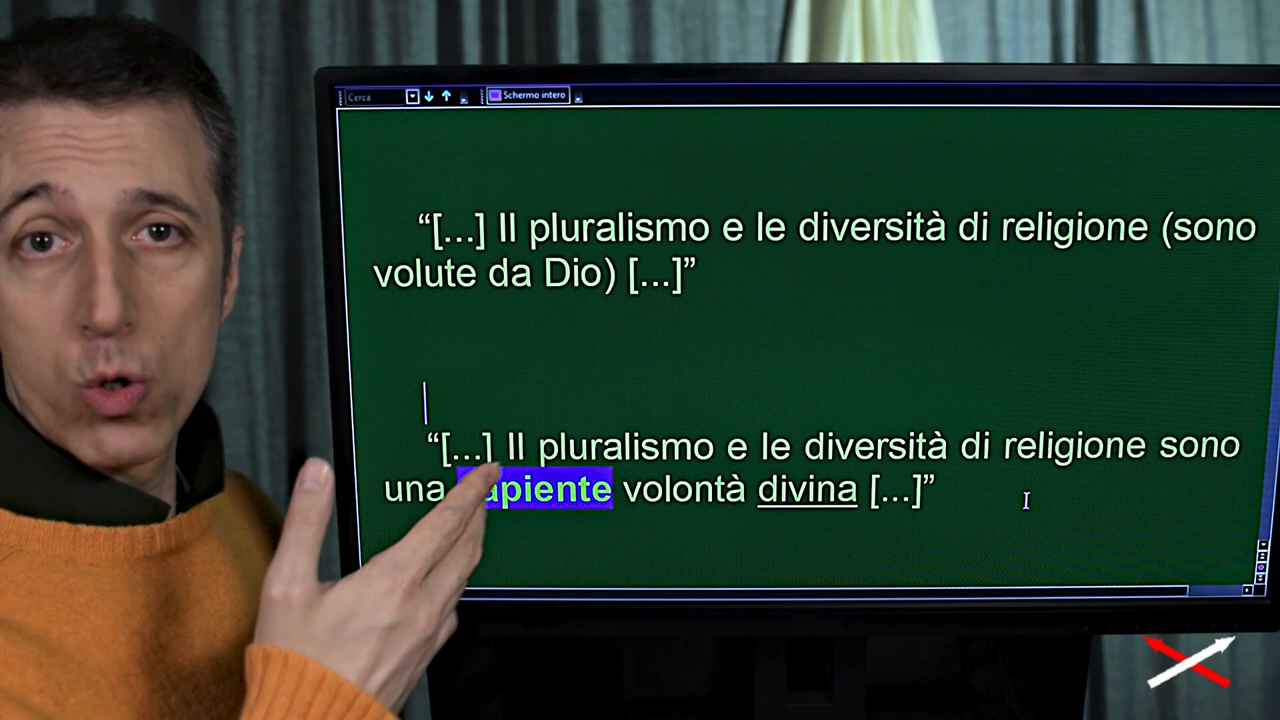 Cerca
Schermo intero
“[...] Il pluralismo e le diversità di religione (sono
volute da Dio) [...]”
“[...] Il pluralismo e le diversità di religione sono
una apiente volontà divina [...]”